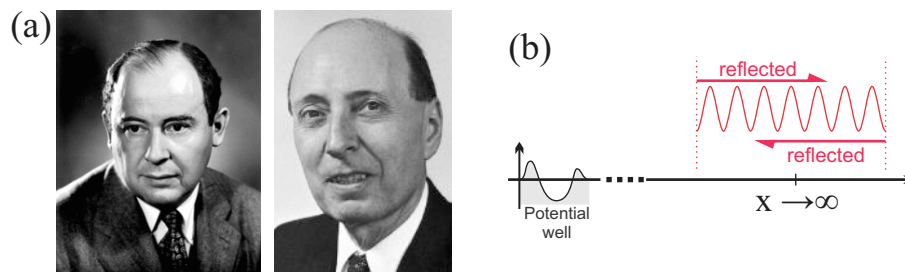 (a)
(b)
reflected
reflected
Potential
well
x →∞